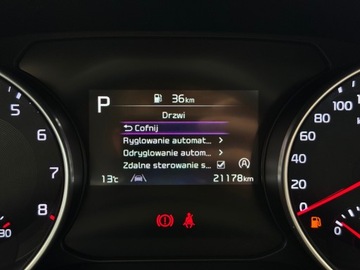 P
36km
Drzwi
Cofnij
Ryglowanie automat...
Odryglowanie autom...
Zdalne sterowanie s...
13°C
21178km
5
6
7
8
30
0
20
40
60
80
100